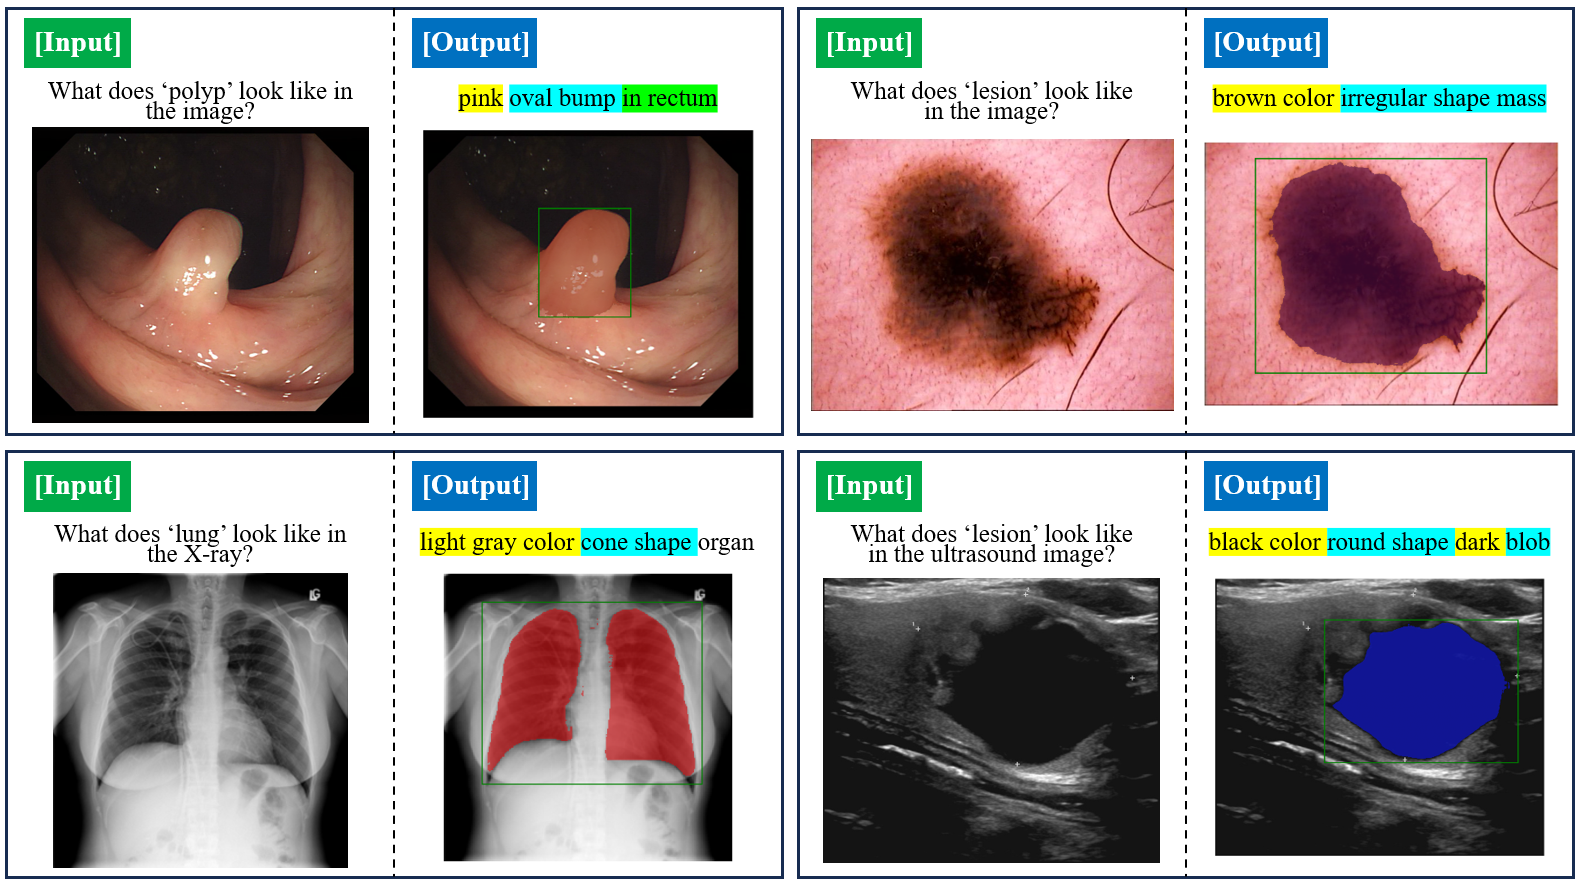 [Input]
What does ‘polyp’ look like in
the image?
[Output]
pink oval bump in rectum
[Input]
What does ‘lesion’ look like
in the image?
[Output]
brown color irregular shape mass
[Input]
What does ‘lung’ look like in
the X-ray?
[Output]
light gray color cone shape organ
[Input]
What does ‘lesion’ look like
in the ultrasound image?
[Output]
black color round shape dark blob